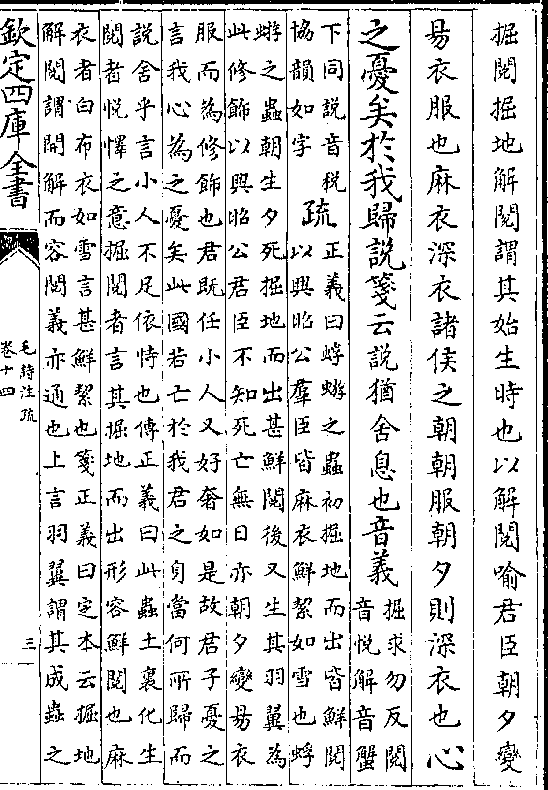 掘閱掘地解閱謂其始生時也以解閱喻君臣朝夕變
易衣服也麻衣深衣諸侯之朝朝服朝夕則深衣也心
之憂矣於我歸說箋云說猶舍息也音義掘求勿反閱
音悅解音蟹
下同說音稅
協韻如字
疏正義曰蜉蝣之蟲初掘地而出皆鮮閱
以興昭公羣臣皆麻衣鮮絜如雪也蜉
蝣之蟲朝生夕死掘地而出甚鮮閱後又生其羽翼為
此修飾以興昭公君臣不知死亡無日亦朝夕變易衣
服而為修飾也君既任小人又好奢如是故君子憂之
言我心為之憂矣此國若亡於我君之身當何所歸而
說舍乎言小人不足依恃也傳正義曰此蟲土裏化生
閱者悅懌之意掘閱者言其掘地而出形容鮮閱也麻
衣者白布衣如雪言甚鮮絜也箋正義曰定本云掘地
解閱謂開解而容閱義亦通也上言羽翼謂其成蟲之
欽定四庫全書
毛詩注疏
卷十四
三